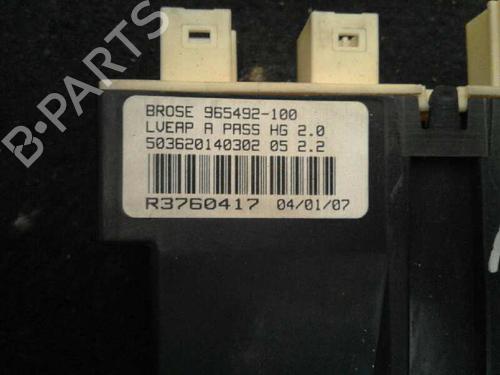 B-PARTS
BROSE 965492-100
LVEAP A PASS HG 2.0
503620140302 05 2.2
R3760417 04/01/07